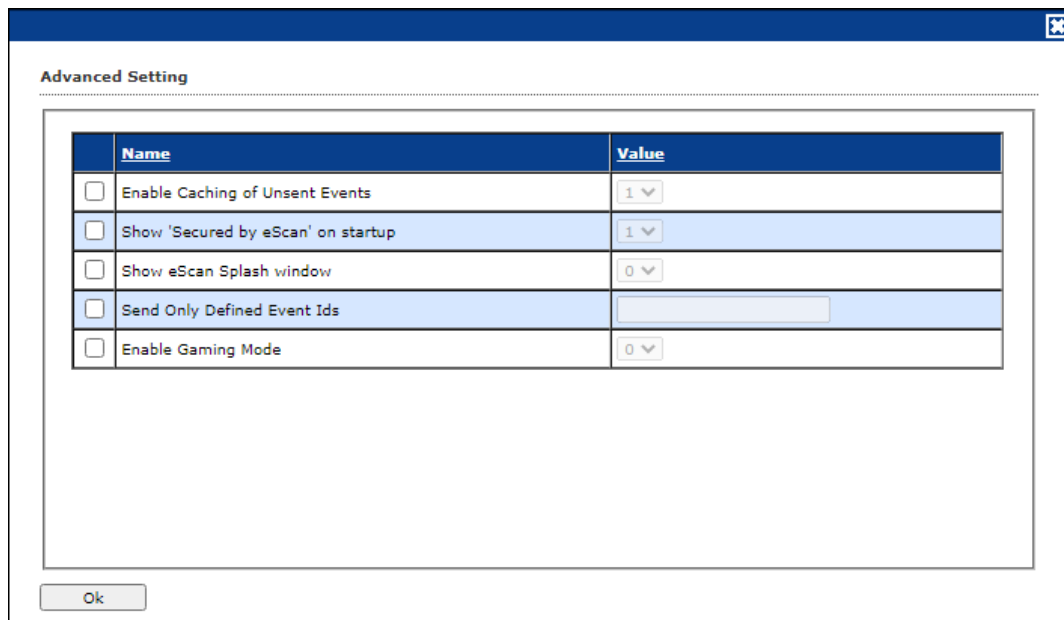 Advanced Setting
Name Value
Enable Caching of Unsent Events 1
Show 'Secured by eScan' on startup 1
Show eScan Splash window 0
Send Only Defined Event Ids
Enable Gaming Mode 0
Ok